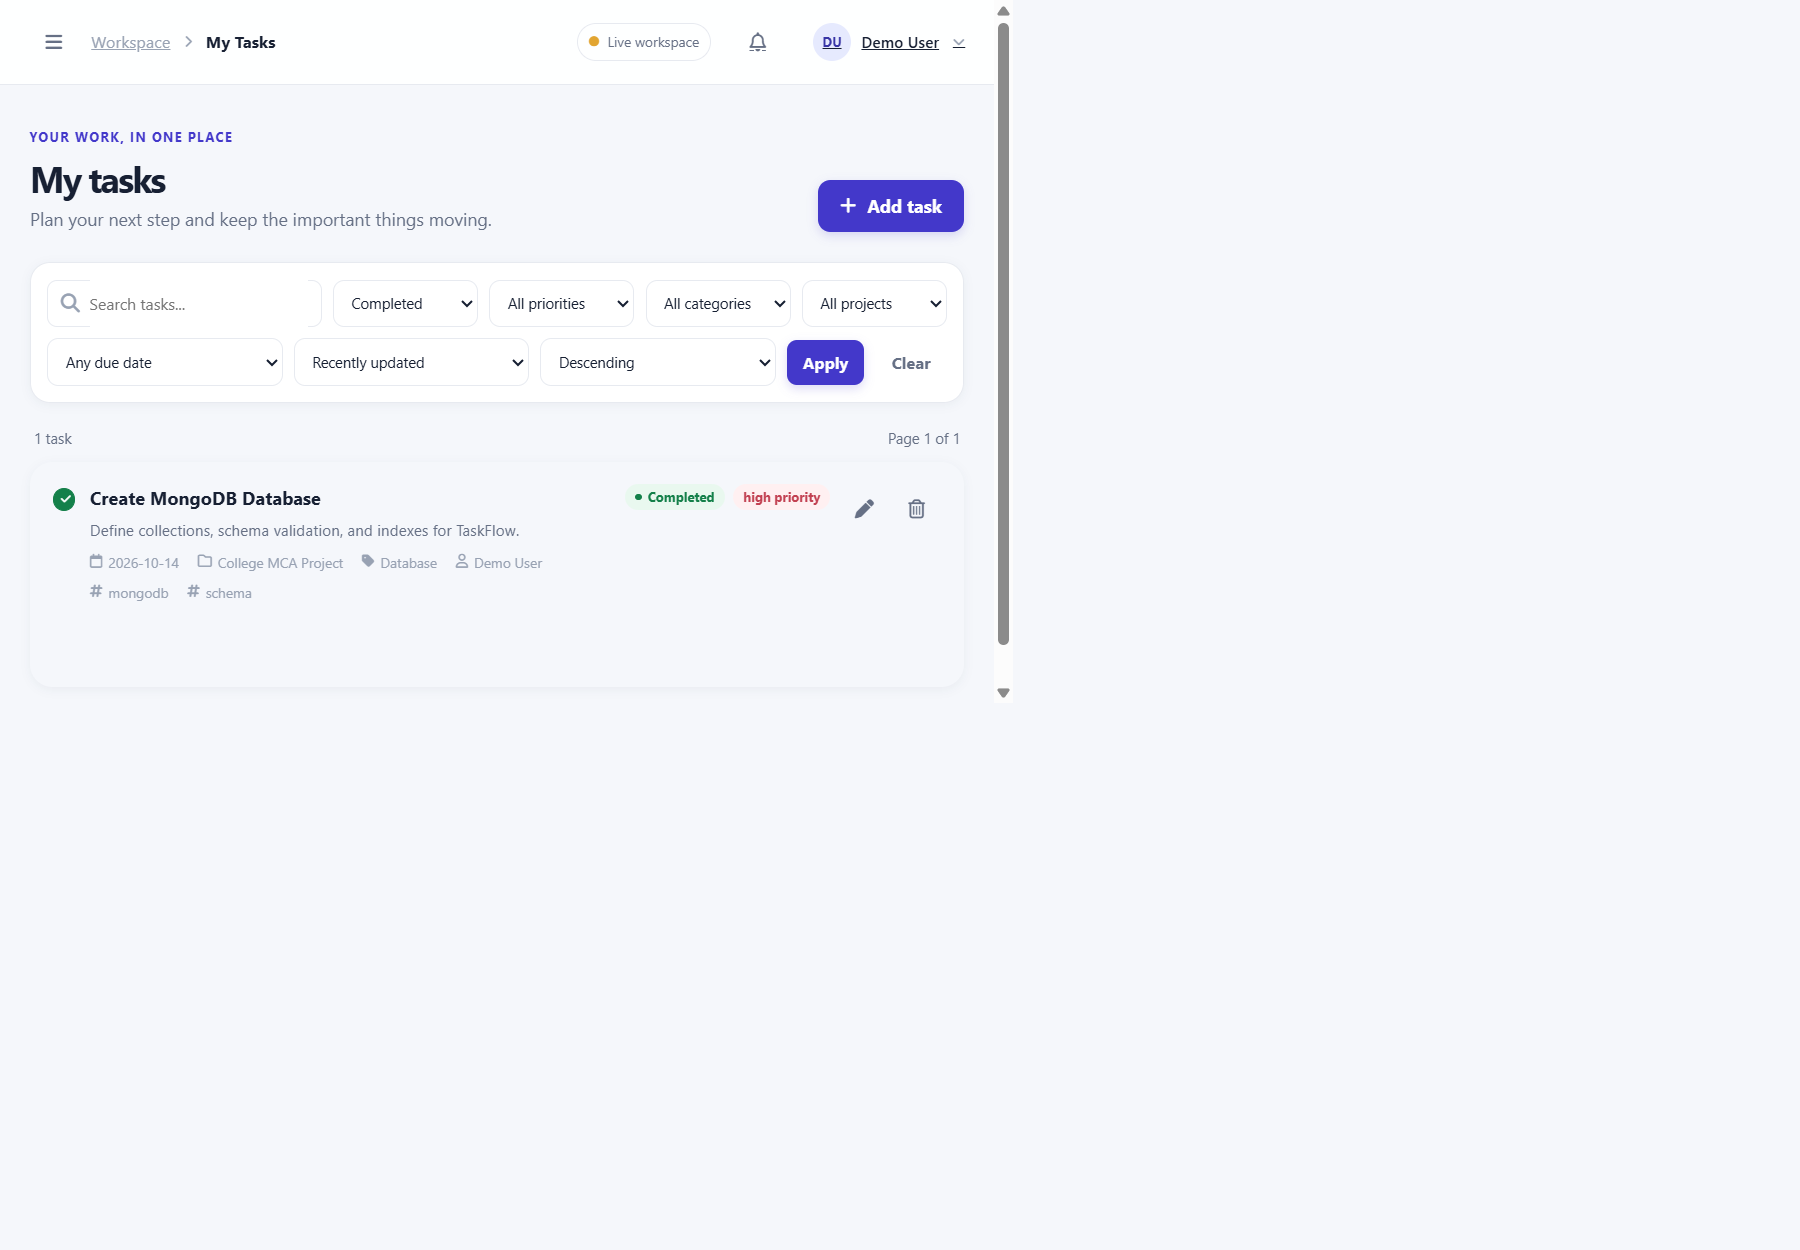 Workspace > My Tasks Live workspace DU Demo User
YOUR WORK, IN ONE PLACE
My tasks
Plan your next step and keep the important things moving.
+ Add task
Search tasks... Completed All priorities All categories All projects
Any due date Recently updated Descending Apply Clear
1 task Page 1 of 1
Create MongoDB Database Completed high priority
Define collections, schema validation, and indexes for TaskFlow.
2026-10-14 College MCA Project Database Demo User
# mongodb # schema